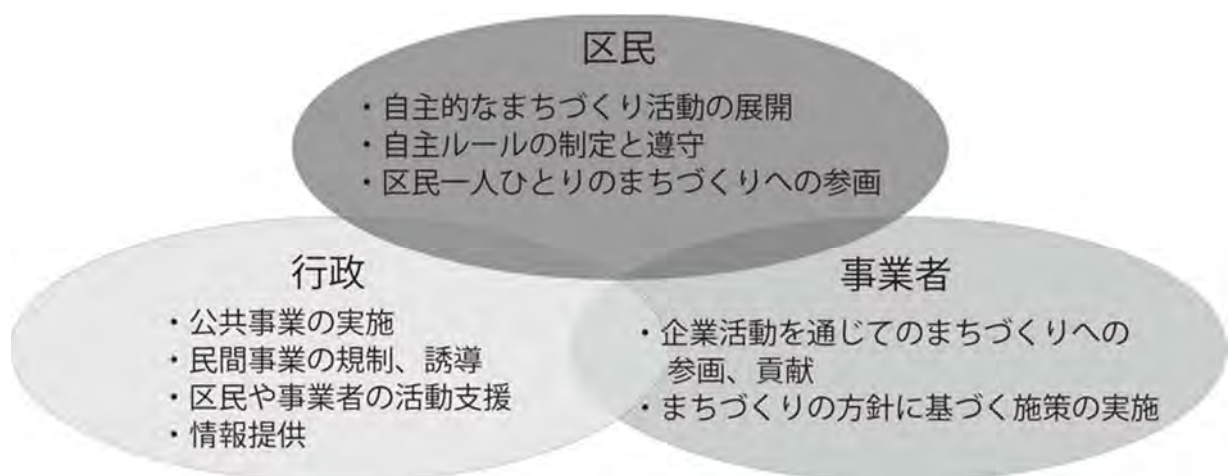 区民
・自主的なまちづくり活動の展開
・自主ルールの制定と遵守
・区民一人ひとりのまちづくりへの参画
行政
・公共事業の実施
・民間事業の規制、誘導
・区民や事業者の活動支援
・情報提供
事業者
・企業活動を通じてのまちづくりへの
参画、貢献
・まちづくりの方針に基づく施策の実施